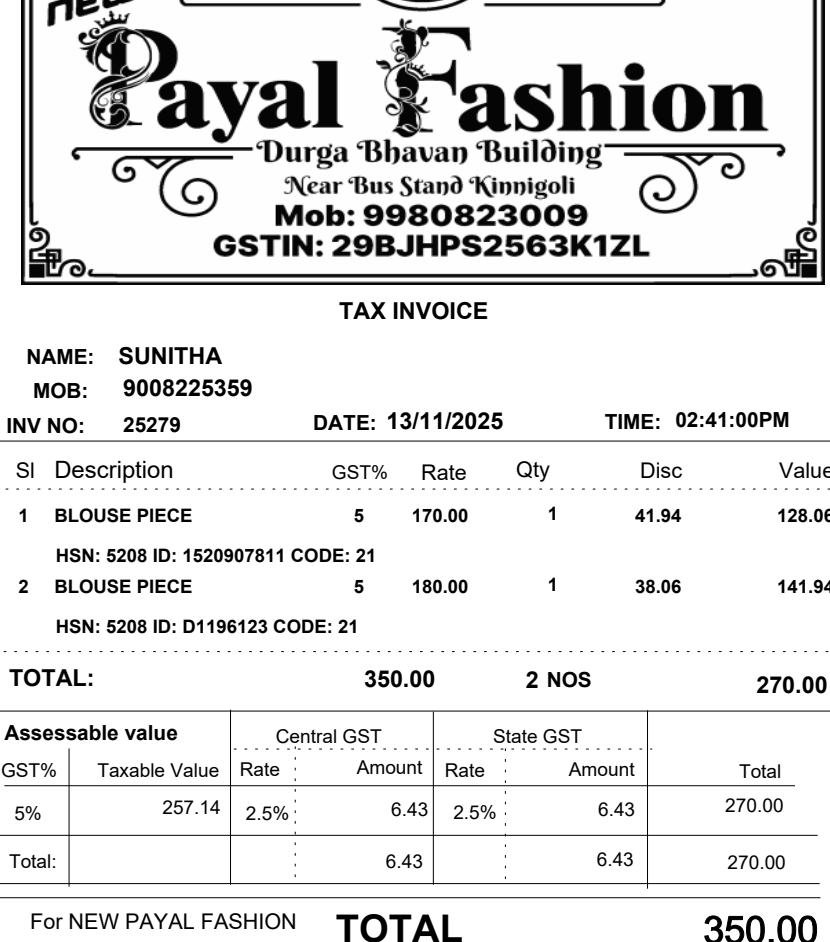 new
Payal Fashion
Durga Bhavan Building
Near Bus Stand Kinnigoli
Mob: 9980823009
GSTIN: 29BJHPS2563K1ZL
TAX INVOICE
NAME: SUNITHA
MOB: 9008225359
INV NO: 25279 DATE: 13/11/2025 TIME: 02:41:00PM
Sl Description GST% Rate Qty Disc Value
1 BLOUSE PIECE 5 170.00 1 41.94 128.06
HSN: 5208 ID: 1520907811 CODE: 21
2 BLOUSE PIECE 5 180.00 1 38.06 141.94
HSN: 5208 ID: D1196123 CODE: 21
TOTAL: 350.00 2 NOS 270.00
Assessable value Central GST State GST
GST% Taxable Value Rate Amount Rate Amount Total
5% 257.14 2.5% 6.43 2.5% 6.43 270.00
Total: 6.43 6.43 270.00
For NEW PAYAL FASHION TOTAL 350.00